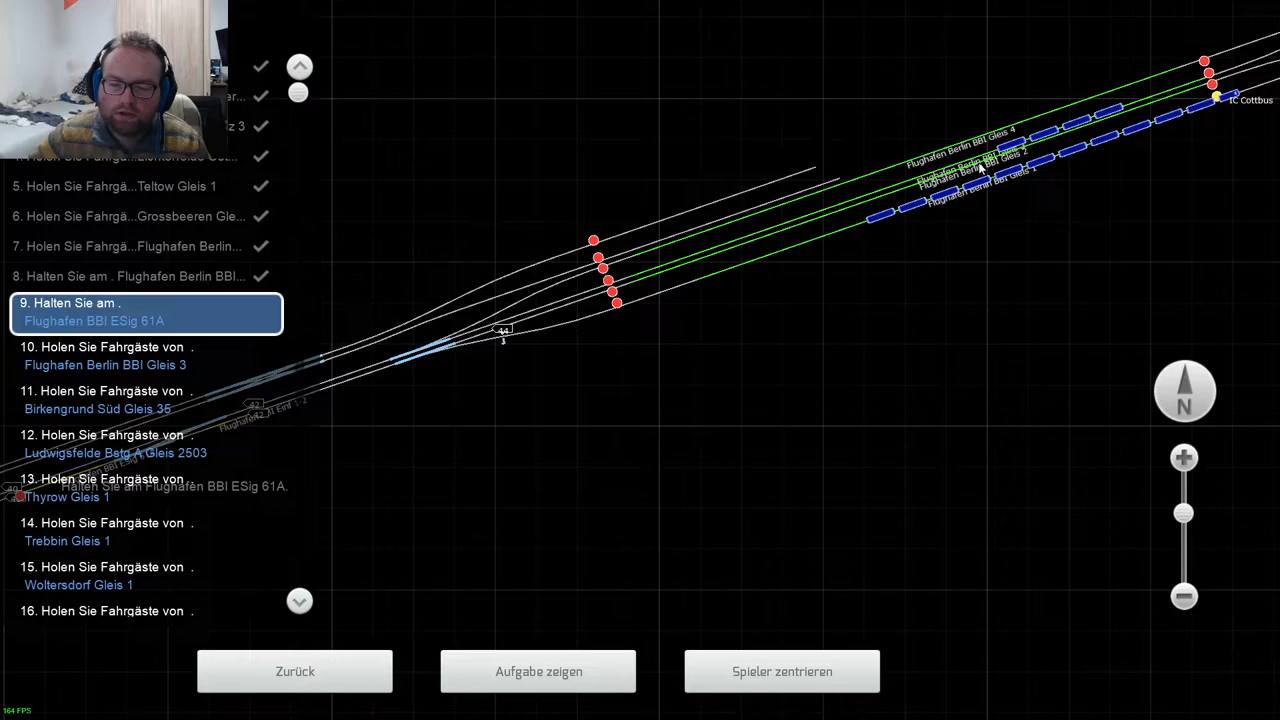 er...
z 3
5. Holen Sie Fahrgä...Teltow Gleis 1
6. Holen Sie Fahrgä...Grossbeeren Gle...
7. Holen Sie Fahrgä...Flughafen Berlin...
8. Halten Sie am . Flughafen Berlin BBI...
9. Halten Sie am .
Flughafen BBI ESig 61A
10. Holen Sie Fahrgäste von .
Flughafen Berlin BBI Gleis 3
11. Holen Sie Fahrgäste von .
Birkengrund Süd Gleis 35
12. Holen Sie Fahrgäste von .
Ludwigsfelde Bstg A Gleis 2503
13. Holen Sie Fahrgäste von .
Thyrow Gleis 1
14. Holen Sie Fahrgäste von .
Trebbin Gleis 1
15. Holen Sie Fahrgäste von .
Woltersdorf Gleis 1
16. Holen Sie Fahrgäste von .
Flughafen Berlin BBI Gleis 4
Flughafen Berlin BBI Gleis 2
Flughafen Berlin BBI Gleis 1
IC Cottbus
44
42
Halten Sie am Flughafen BBI ESig 61A.
N
Zurück
Aufgabe zeigen
Spieler zentrieren
164 FPS